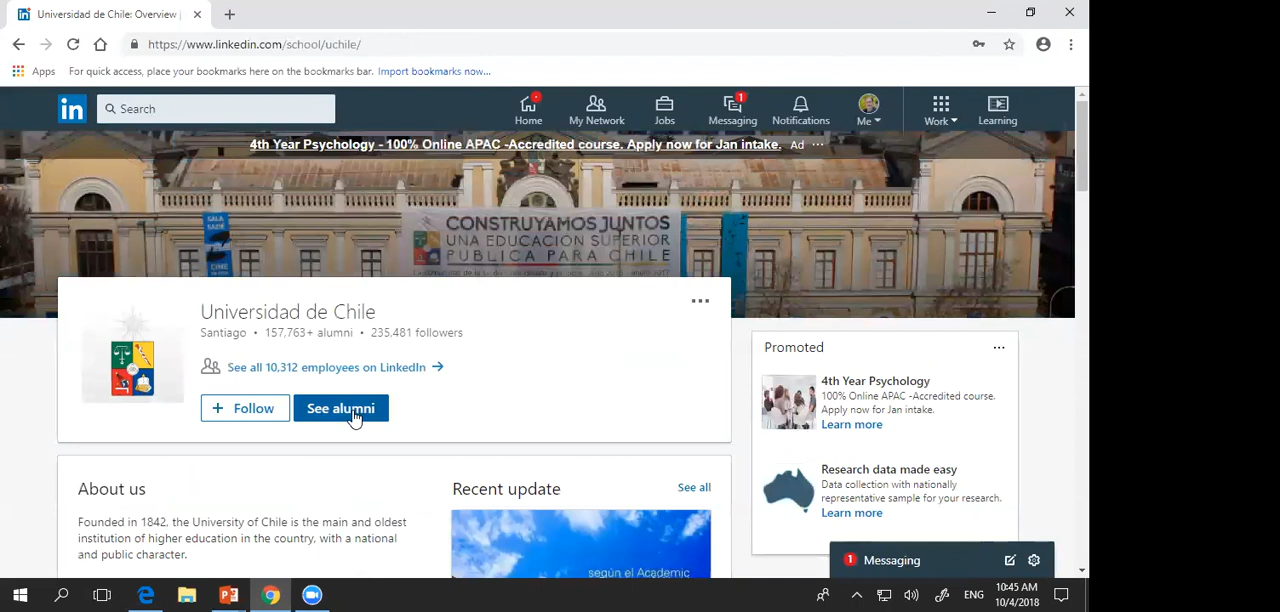 Universidad de Chile: Overview |
https://www.linkedin.com/school/uchile/
Apps For quick access, place your bookmarks here on the bookmarks bar. Import bookmarks now...
in Search
Home
My Network
Jobs
1
Messaging
Notifications
Me
Work
Learning
4th Year Psychology - 100% Online APAC -Accredited course. Apply now for Jan intake. Ad ...
SALA
CINE
CONSTRUYAMOS JUNTOS
UNA EDUCACIÓN SUPERIOR
PÚBLICA PARA CHILE
Universidad de Chile
Santiago • 157,763+ alumni • 235,481 followers
See all 10,312 employees on LinkedIn →
+ Follow
See alumni
Promoted
4th Year Psychology
100% Online APAC -Accredited course.
Apply now for Jan intake.
Learn more
Research data made easy
Data collection with nationally
representative sample for your research.
Learn more
About us
Founded in 1842, the University of Chile is the main and oldest
institution of higher education in the country, with a national
and public character.
Recent update
See all
según el Academic
1 Messaging
ENG
10:45 AM
10/4/2018